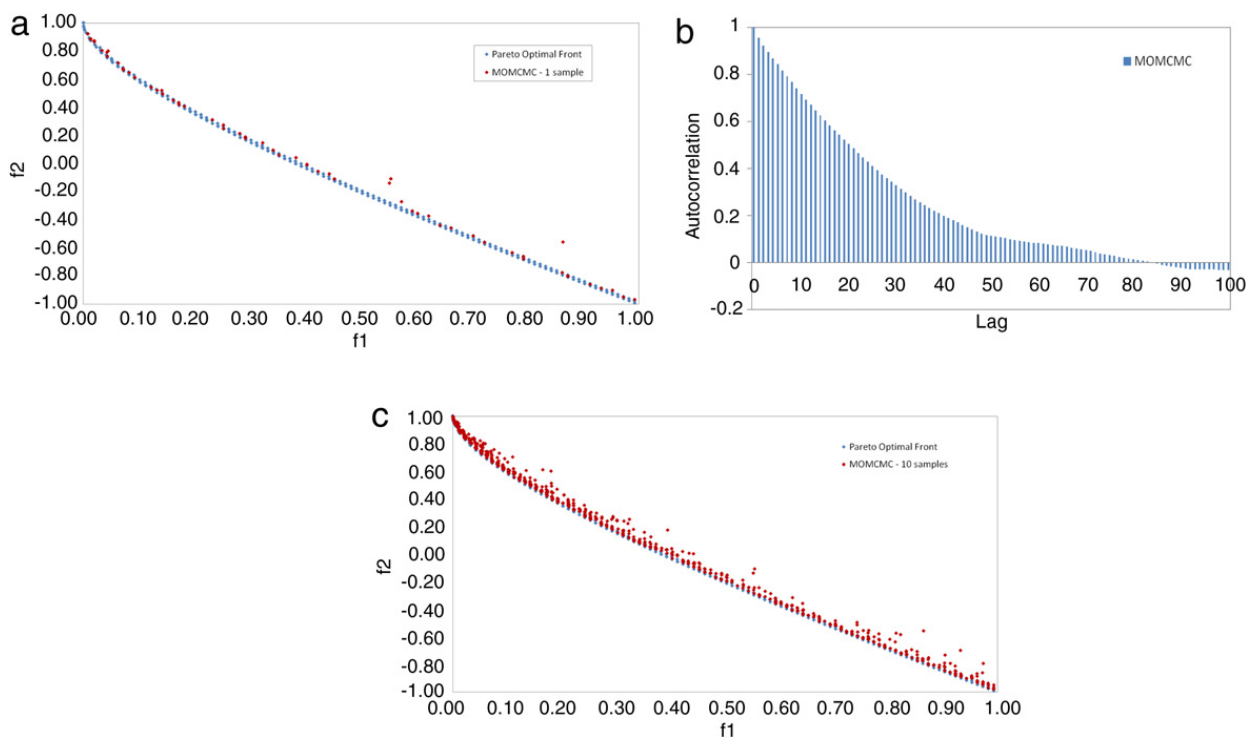 a
1.00
0.80
0.60
0.40
0.20
0.00
-0.20
-0.40
-0.60
-0.80
-1.00
f2
0.00 0.10 0.20 0.30 0.40 0.50 0.60 0.70 0.80 0.90 1.00
f1
Pareto Optimal Front
MOMCMC - 1 sample
b
1
0.8
0.6
0.4
0.2
0
-0.2
Autocorrelation
0 10 20 30 40 50 60 70 80 90 100
Lag
MOMCMC
c
1.00
0.80
0.60
0.40
0.20
0.00
-0.20
-0.40
-0.60
-0.80
-1.00
f2
0.00 0.10 0.20 0.30 0.40 0.50 0.60 0.70 0.80 0.90 1.00
f1
Pareto Optimal Front
MOMCMC - 10 samples